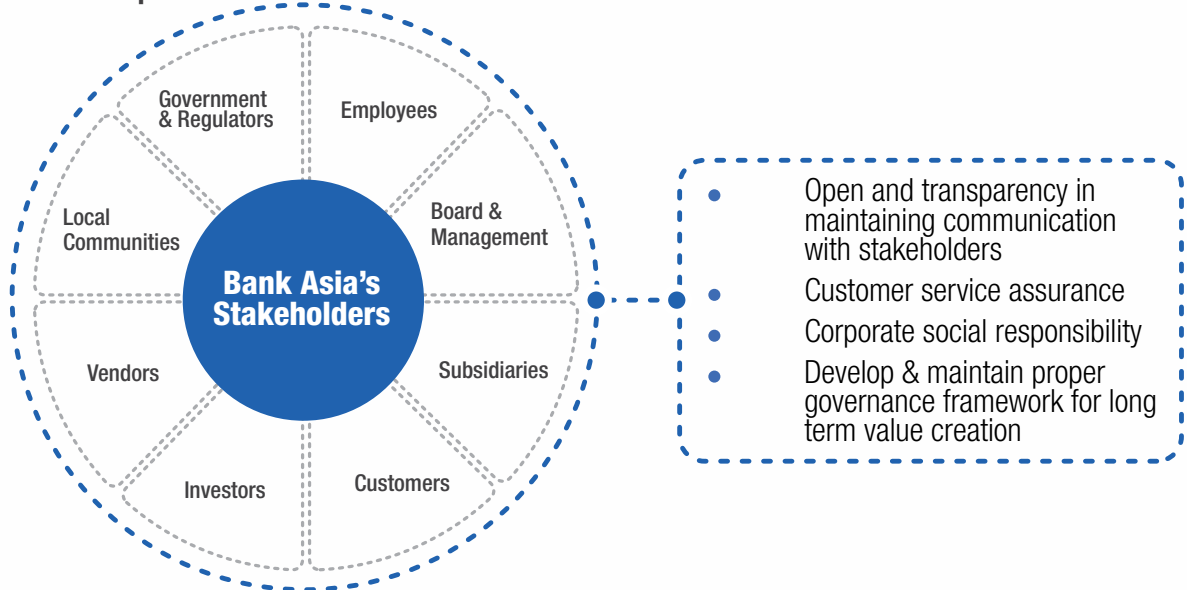 Government
& Regulators
Employees
Local
Communities
Board &
Management
Bank Asia's
Stakeholders
Vendors
Subsidiaries
Investors
Customers
Open and transparency in
maintaining communication
with stakeholders
Customer service assurance
Corporate social responsibility
Develop & maintain proper
governance framework for long
term value creation